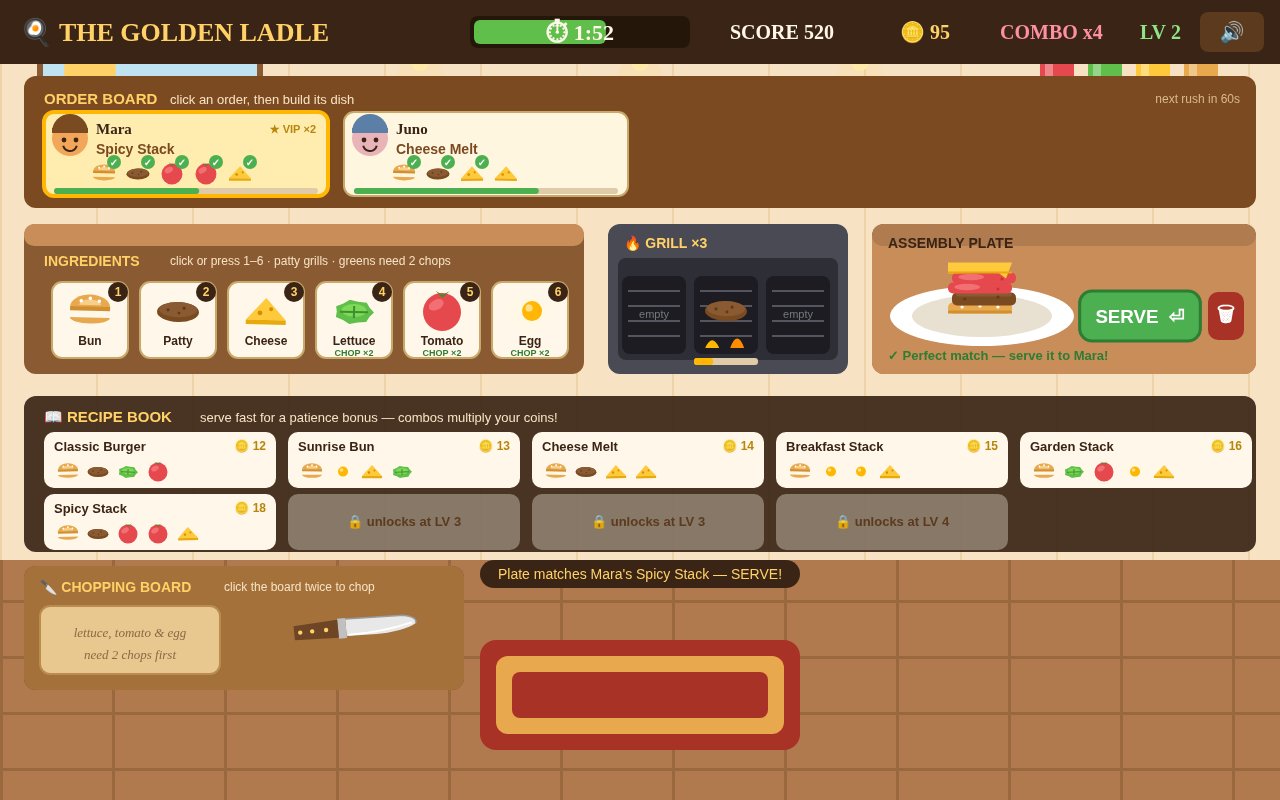 THE GOLDEN LADLE
1:52
SCORE 520
95
COMBO x4
LV 2
ORDER BOARD
click an order, then build its dish
next rush in 60s
Mara
★ VIP ×2
Spicy Stack
Juno
Cheese Melt
INGREDIENTS
click or press 1–6 · patty grills · greens need 2 chops
1
Bun
2
Patty
3
Cheese
4
Lettuce
CHOP ×2
5
Tomato
CHOP ×2
6
Egg
CHOP ×2
GRILL ×3
empty
empty
ASSEMBLY PLATE
SERVE ⏎
✓ Perfect match — serve it to Mara!
RECIPE BOOK
serve fast for a patience bonus — combos multiply your coins!
Classic Burger
12
Sunrise Bun
13
Cheese Melt
14
Breakfast Stack
15
Garden Stack
16
Spicy Stack
18
unlocks at LV 3
unlocks at LV 3
unlocks at LV 4
CHOPPING BOARD
click the board twice to chop
lettuce, tomato & egg
need 2 chops first
Plate matches Mara's Spicy Stack — SERVE!